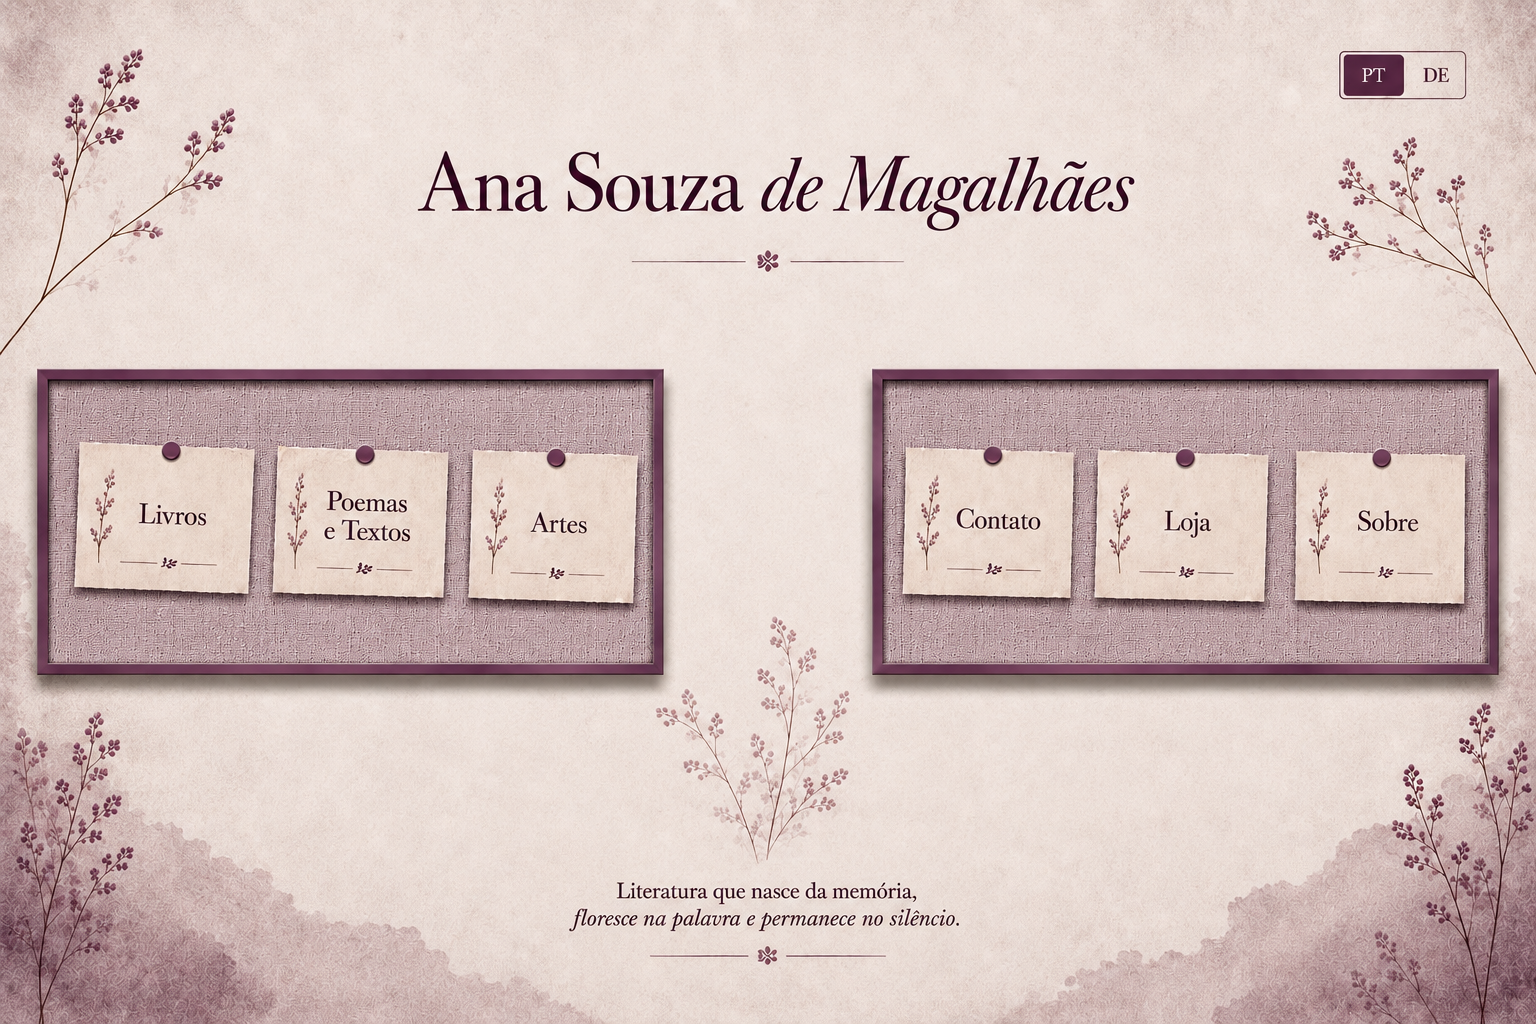 PT
DE
Ana Souza de Magalhães
Livros
Poemas
e Textos
Artes
Contato
Loja
Sobre
Literatura que nasce da memória,
floresce na palavra e permanece no silêncio.